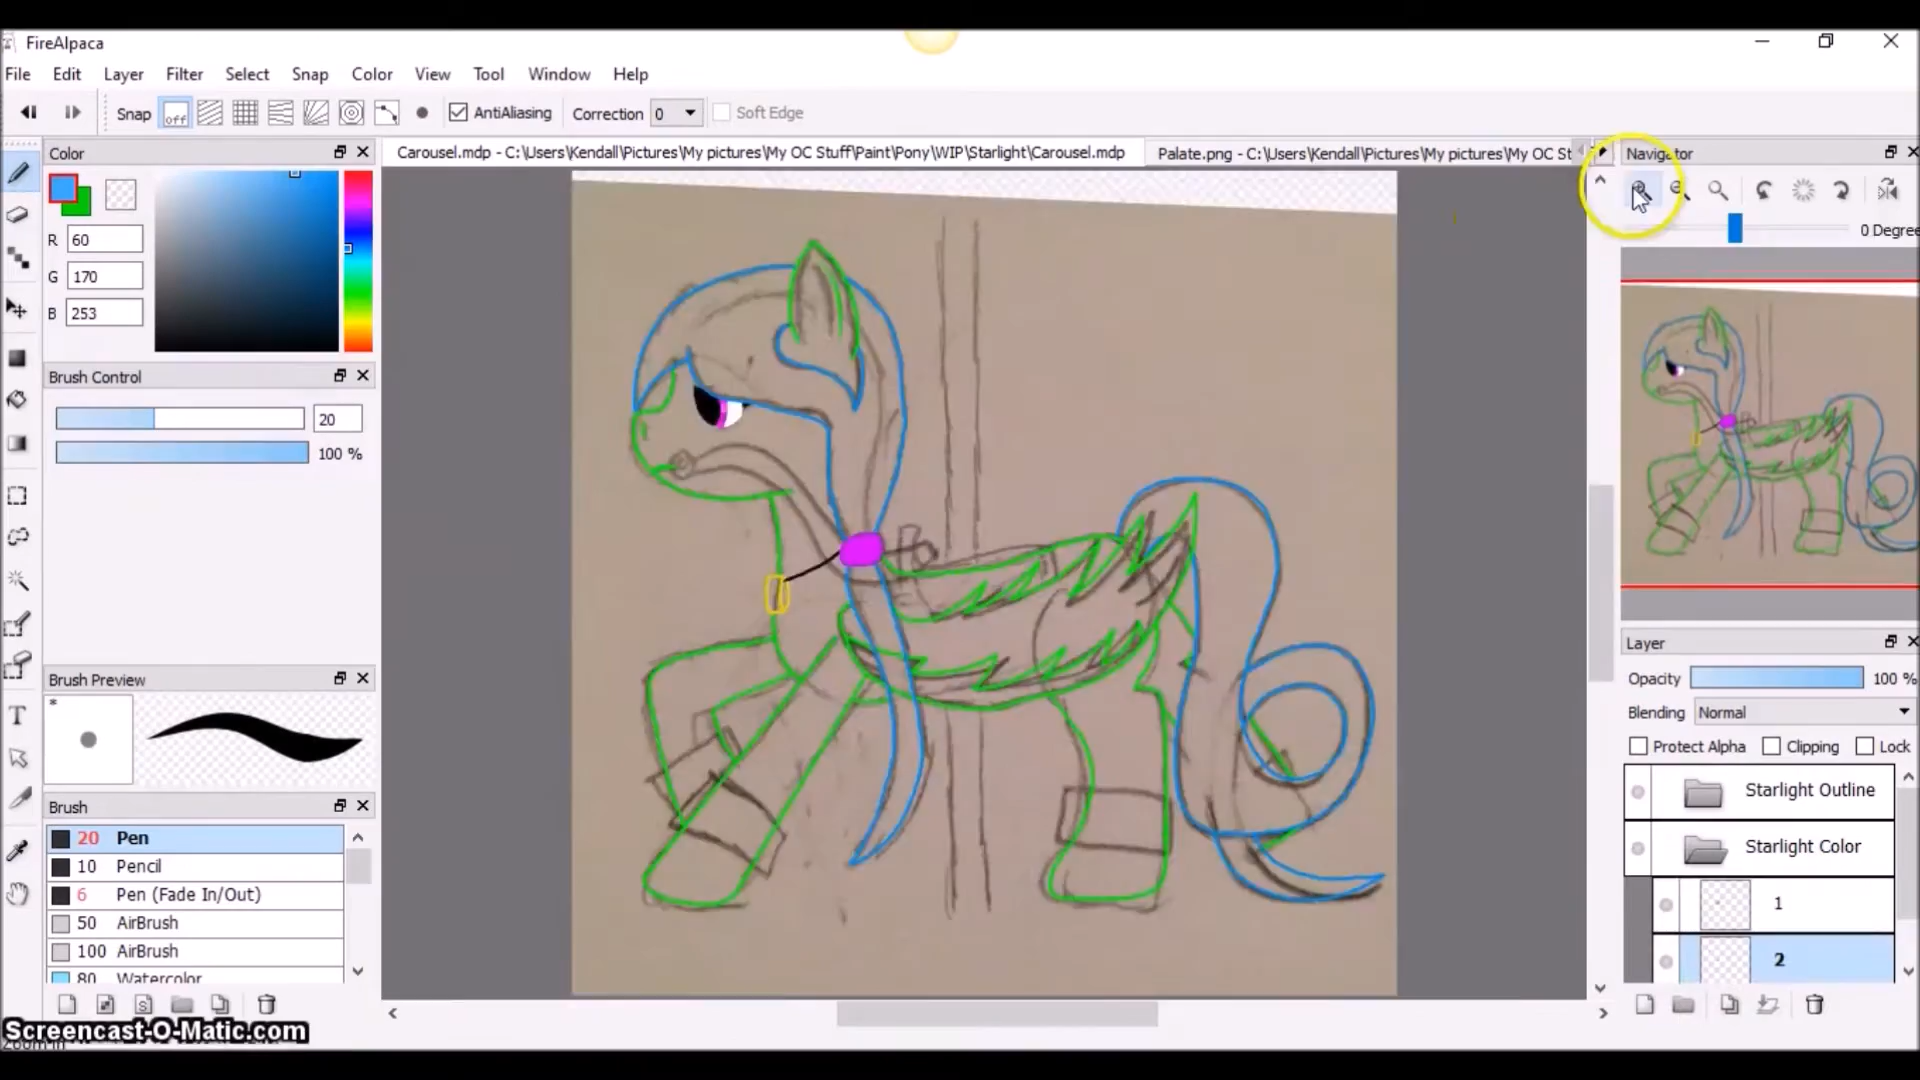 FireAlpaca
File Edit Layer Filter Select Snap Color View Tool Window Help
Snap off AntiAliasing Correction 0 Soft Edge
Color
Carousel.mdp - C:\Users\Kendall\Pictures\My pictures\My OC Stuff\Paint\Pony\WIP\Starlight\Carousel.mdp
Palate.png - C:\Users\Kendall\Pictures\My pictures\My OC St
Navigator
R 60
G 170
B 253
0 Degree
Brush Control
20
100 %
Brush Preview
*
Brush
20 Pen
10 Pencil
6 Pen (Fade In/Out)
50 AirBrush
100 AirBrush
80 Watercolor
Layer
Opacity 100 %
Blending Normal
Protect Alpha Clipping Lock
Starlight Outline
Starlight Color
1
2
T
Screencast-O-Matic.com